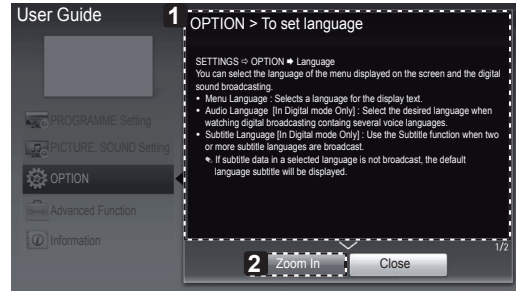 User Guide
1
OPTION > To set language
SETTINGS ⇨ OPTION ➡ Language
You can select the language of the menu displayed on the screen and the digital
sound broadcasting.
• Menu Language : Selects a language for the display text.
• Audio Language [In Digital mode Only] : Select the desired language when
watching digital broadcasting containg several voice languages.
• Subtitle Language [In Digital mode Only] : Use the Subtitle function when two
or more subtitle languages are broadcast.
If subtitle data in a selected language is not broadcast, the default
language subtitle will be displayed.
PROGRAMME Setting
PICTURE, SOUND Setting
OPTION
Advanced Function
Information
1/2
2
Zoom In
Close